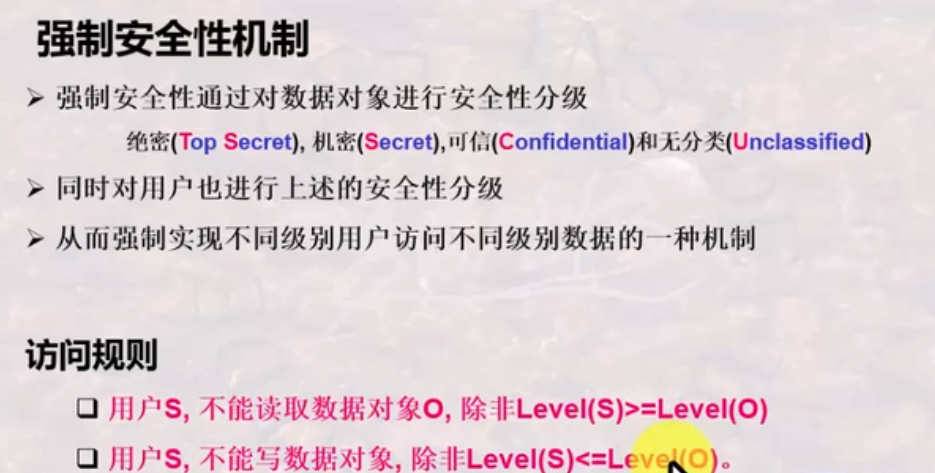 强制安全性机制
➢ 强制安全性通过对数据对象进行安全性分级
绝密(Top Secret), 机密(Secret),可信(Confidential)和无分类(Unclassified)
➢ 同时对用户也进行上述的安全性分级
➢ 从而强制实现不同级别用户访问不同级别数据的一种机制
访问规则
❑ 用户S, 不能读取数据对象O, 除非Level(S)>=Level(O)
❑ 用户S, 不能写数据对象, 除非Level(S)<=Level(O)。